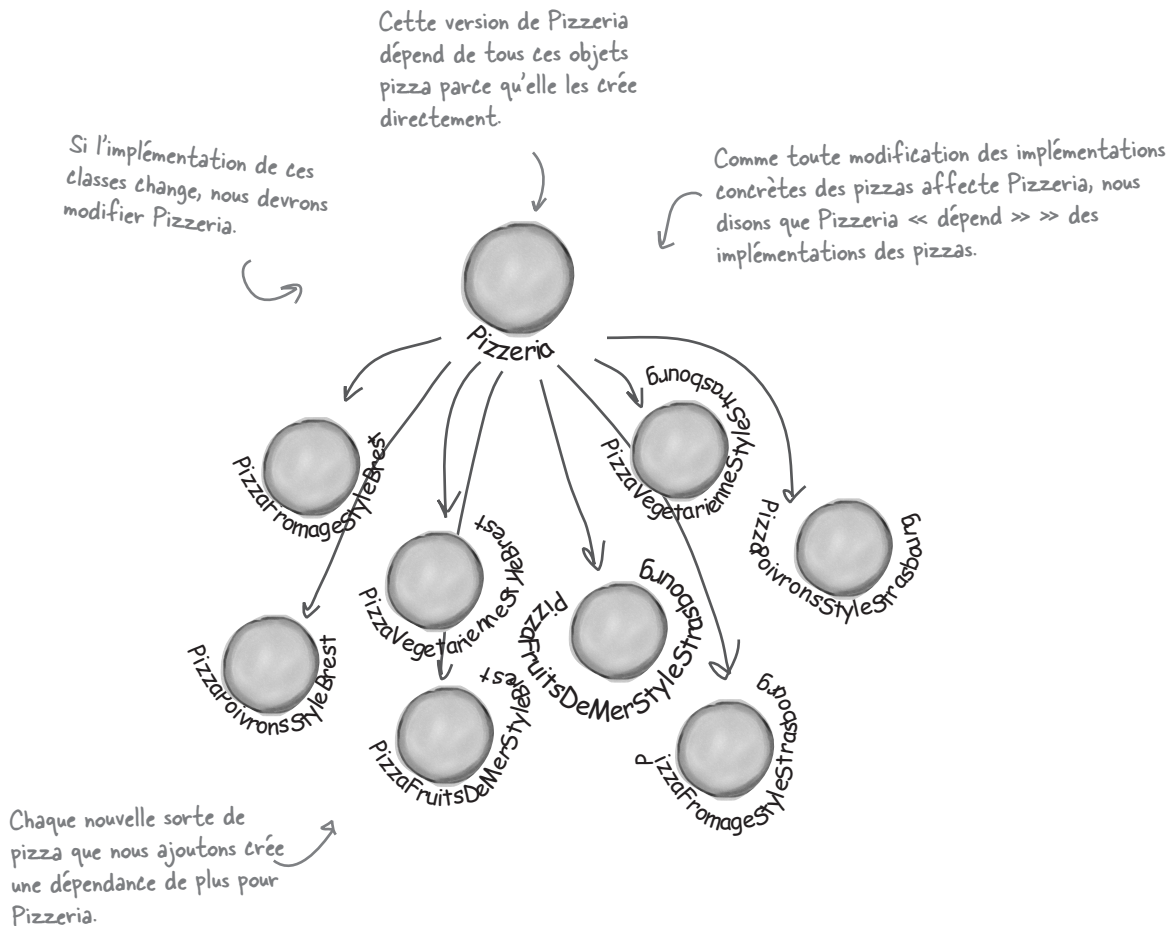 Cette version de Pizzeria
dépend de tous ces objets
pizza parce qu'elle les crée
directement.
Si l'implémentation de ces
classes change, nous devrons
modifier Pizzeria.
Comme toute modification des implémentations
concrètes des pizzas affecte Pizzeria, nous
disons que Pizzeria « dépend » » des
implémentations des pizzas.
Pizzeria
PizzaFromageStyleBrest
PizzaVegetarienneStyleStrasbourg
PizzaPoivronsStyleStrasbourg
PizzaVegetarienneStyleBrest
PizzaFruitsDeMerStyleStrasbourg
PizzaPoivronsStyleBrest
PizzaFruitsDeMerStyleBrest
PizzaFromageStyleStrasbourg
Chaque nouvelle sorte de
pizza que nous ajoutons crée
une dépendance de plus pour
Pizzeria.